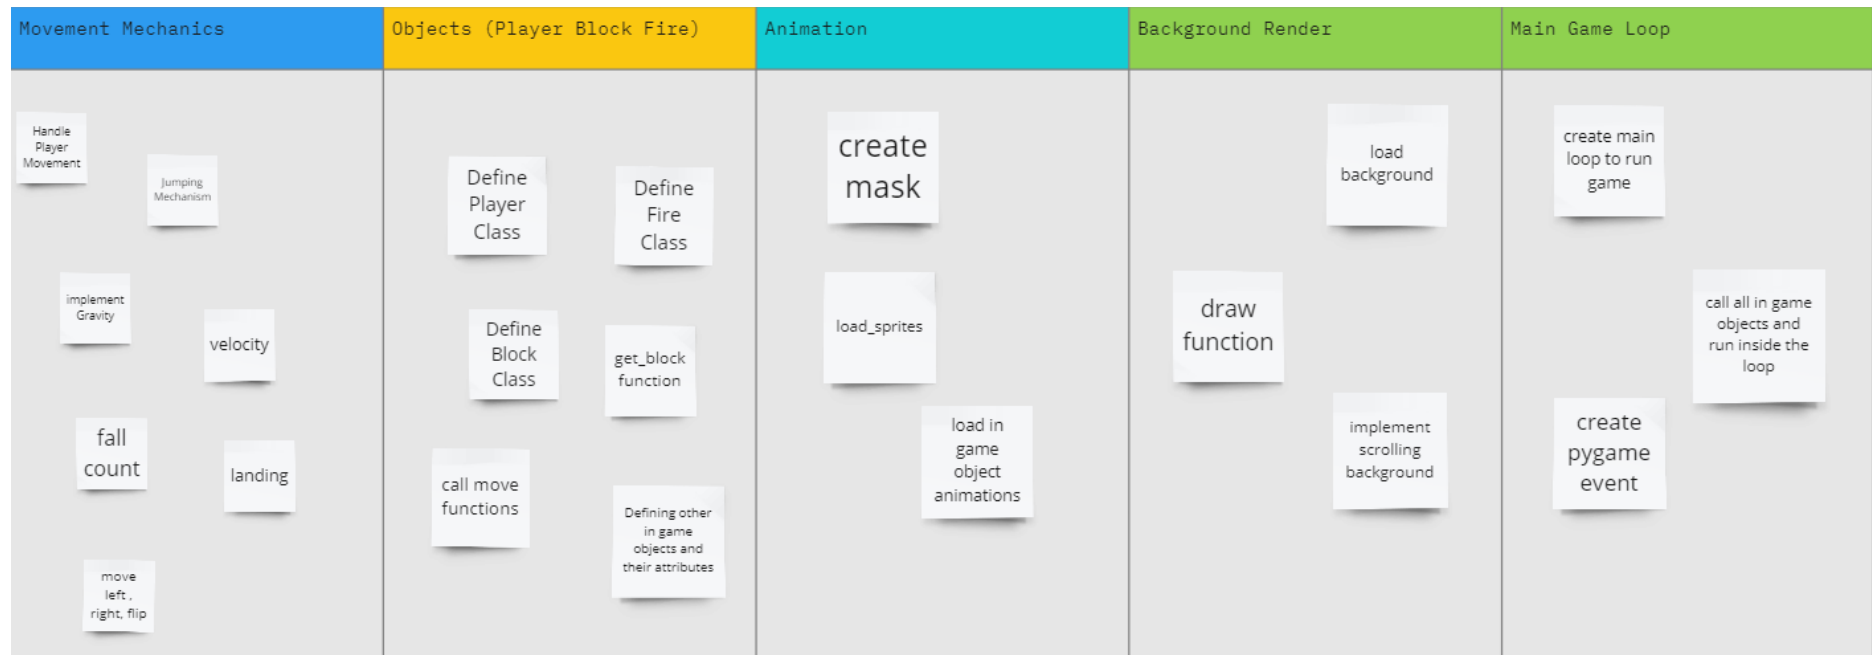 Movement Mechanics
Objects (Player Block Fire)
Animation
Background Render
Main Game Loop
Handle
Player
Movement
Jumping
Mechanism
implement
Gravity
velocity
fall
count
landing
move
left ,
right, flip
Define
Player
Class
Define
Fire
Class
Define
Block
Class
get_block
function
call move
functions
Defining other
in game
objects and
their attributes
create
mask
load_sprites
load in
game
object
animations
load
background
draw
function
implement
scrolling
background
create main
loop to run
game
call all in game
objects and
run inside the
loop
create
pygame
event